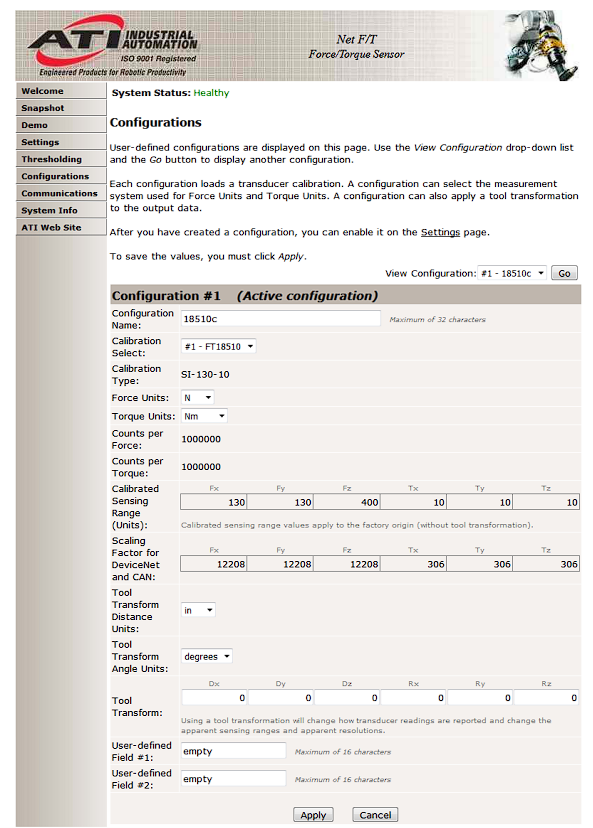 ATI INDUSTRIAL
AUTOMATION
ISO 9001 Registered
Engineered Products for Robotic Productivity
Net F/T
Force/Torque Sensor
Welcome
Snapshot
Demo
Settings
Thresholding
Configurations
Communications
System Info
ATI Web Site
System Status: Healthy
Configurations
User-defined configurations are displayed on this page. Use the View Configuration drop-down list
and the Go button to display another configuration.
Each configuration loads a transducer calibration. A configuration can select the measurement
system used for Force Units and Torque Units. A configuration can also apply a tool transformation
to the output data.
After you have created a configuration, you can enable it on the Settings page.
To save the values, you must click Apply.
View Configuration: #1 - 18510c Go
Configuration #1 (Active configuration)
Configuration
Name:
18510c Maximum of 32 characters
Calibration
Select:
#1 - FT18510
Calibration
Type:
SI-130-10
Force Units: N
Torque Units: Nm
Counts per
Force:
1000000
Counts per
Torque:
1000000
Calibrated
Sensing
Range
(Units):
Fx Fy Fz Tx Ty Tz
130 130 400 10 10 10
Calibrated sensing range values apply to the factory origin (without tool transformation).
Scaling
Factor for
DeviceNet
and CAN:
Fx Fy Fz Tx Ty Tz
12208 12208 12208 306 306 306
Tool
Transform
Distance
Units:
in
Tool
Transform
Angle Units:
degrees
Tool
Transform:
Dx Dy Dz Rx Ry Rz
0 0 0 0 0 0
Using a tool transformation will change how transducer readings are reported and change the
apparent sensing ranges and apparent resolutions.
User-defined
Field #1:
empty Maximum of 16 characters
User-defined
Field #2:
empty Maximum of 16 characters
Apply Cancel